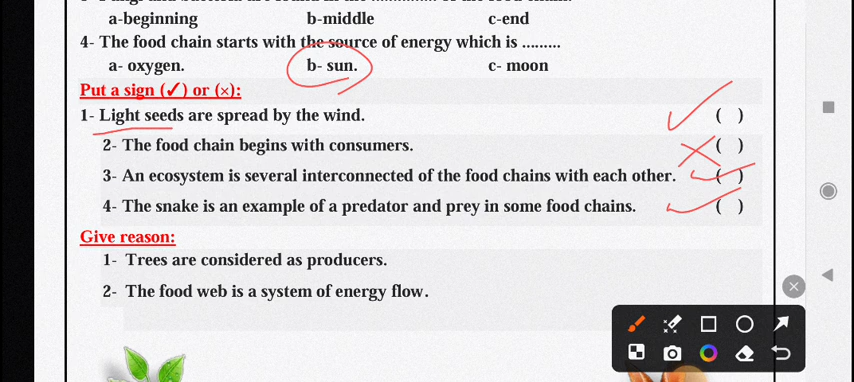 a-beginning b-middle c-end
4- The food chain starts with the source of energy which is .........
a- oxygen. b- sun. c- moon
Put a sign (✓) or (×):
1- Light seeds are spread by the wind. ( )
2- The food chain begins with consumers. ( )
3- An ecosystem is several interconnected of the food chains with each other. ( )
4- The snake is an example of a predator and prey in some food chains. ( )
Give reason:
1- Trees are considered as producers.
2- The food web is a system of energy flow.